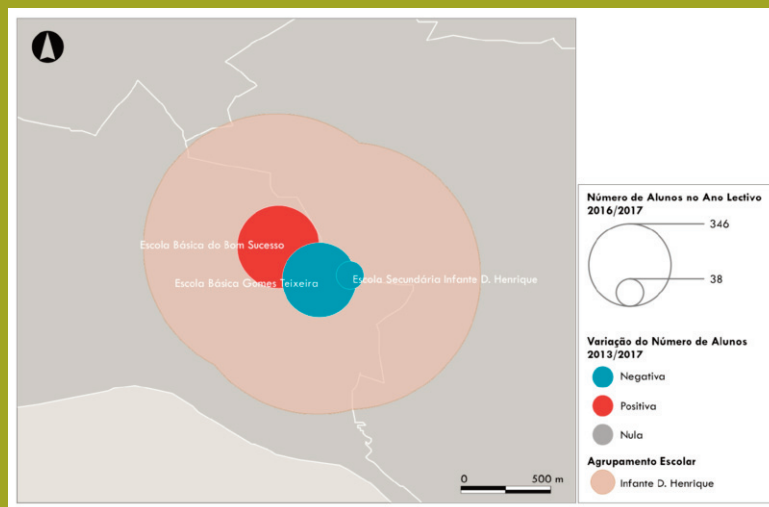 Escola Básica do Bom Sucesso
Escola Básica Gomes Teixeira
Escola Secundária Infante D. Henrique
0 500 m
Número de Alunos no Ano Lectivo
2016/2017
346
38
Variação do Número de Alunos
2013/2017
Negativa
Positiva
Nula
Agrupamento Escolar
Infante D. Henrique